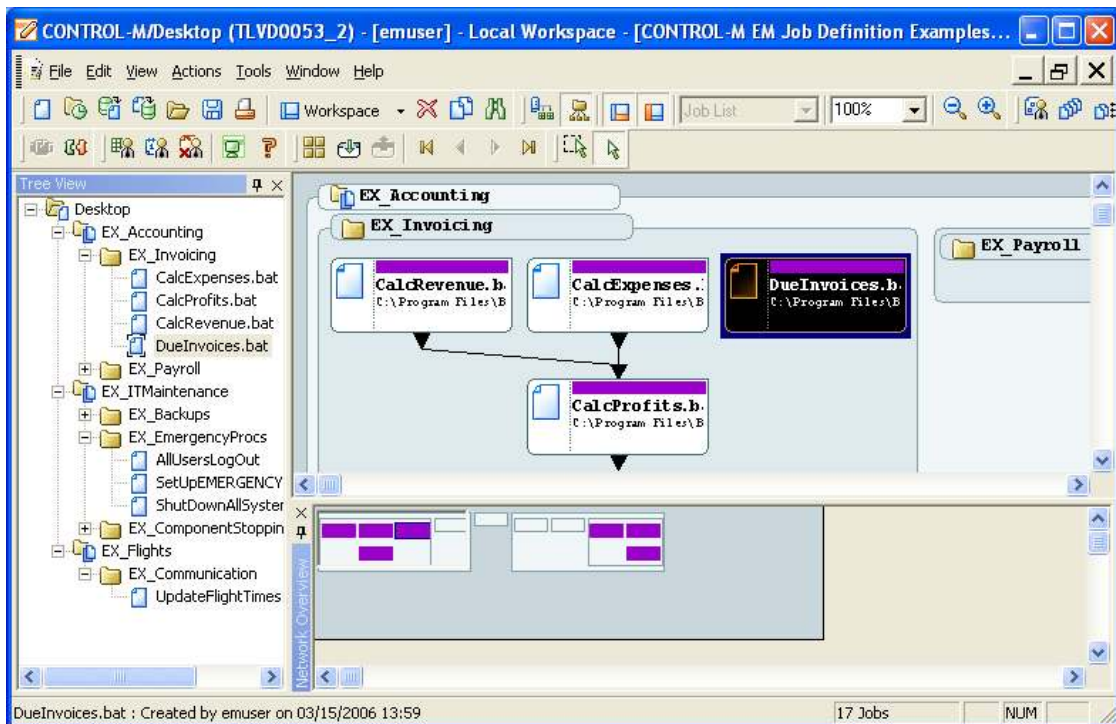 CONTROL-M/Desktop (TLVD0053_2) - [emuser] - Local Workspace - [CONTROL-M EM Job Definition Examples...
File Edit View Actions Tools Window Help
Workspace Job List 100%
Tree View
Desktop
EX_Accounting
EX_Invoicing
CalcExpenses.bat
CalcProfits.bat
CalcRevenue.bat
DueInvoices.bat
EX_Payroll
EX_ITMaintenance
EX_Backups
EX_EmergencyProcs
AllUsersLogOut
SetUpEMERGENCY
ShutDownAllSyster
EX_ComponentStoppin
EX_Flights
EX_Communication
UpdateFlightTimes
EX_Accounting
EX_Invoicing
EX_Payroll
CalcRevenue.b
C:\Program Files\B
CalcExpenses.
C:\Program Files\B
DueInvoices.b
C:\Program Files\B
CalcProfits.b
C:\Program Files\B
Network Overview
DueInvoices.bat : Created by emuser on 03/15/2006 13:59
17 Jobs
NUM